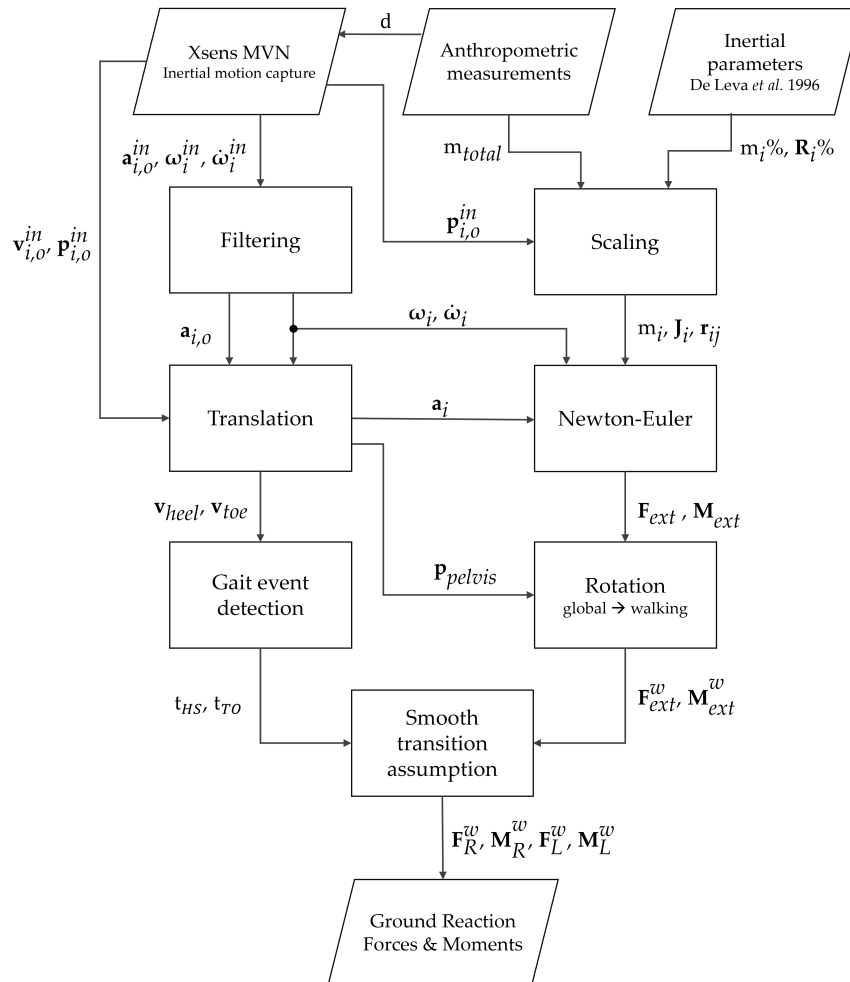 d
Xsens MVN
Inertial motion capture
Anthropometric
measurements
Inertial
parameters
De Leva et al. 1996
𝐚_{i,o}^{in}, 𝛚_i^{in}, 𝛚̇_i^{in}
m_{total}
m_i%, 𝐑_i%
𝐯_{i,o}^{in}, 𝐩_{i,o}^{in}
Filtering
𝐩_{i,o}^{in}
Scaling
𝐚_{i,o}
𝛚_i, 𝛚̇_i
m_i, 𝐉_i, 𝐫_{ij}
Translation
𝐚_i
Newton-Euler
𝐯_{heel}, 𝐯_{toe}
𝐅_{ext} , 𝐌_{ext}
Gait event
detection
𝐩_{pelvis}
Rotation
global → walking
t_{HS}, t_{TO}
𝐅_{ext}^w, 𝐌_{ext}^w
Smooth
transition
assumption
𝐅_R^w, 𝐌_R^w, 𝐅_L^w, 𝐌_L^w
Ground Reaction
Forces & Moments